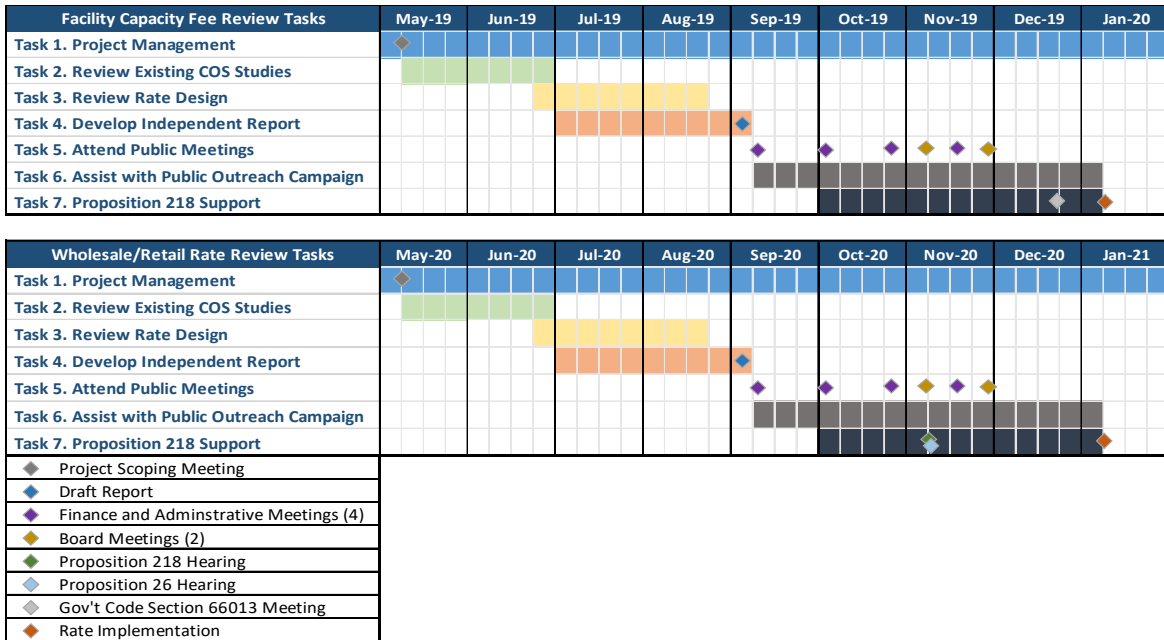 Facility Capacity Fee Review Tasks May-19 Jun-19 Jul-19 Aug-19 Sep-19 Oct-19 Nov-19 Dec-19 Jan-20
Task 1. Project Management
Task 2. Review Existing COS Studies
Task 3. Review Rate Design
Task 4. Develop Independent Report
Task 5. Attend Public Meetings
Task 6. Assist with Public Outreach Campaign
Task 7. Proposition 218 Support
Wholesale/Retail Rate Review Tasks May-20 Jun-20 Jul-20 Aug-20 Sep-20 Oct-20 Nov-20 Dec-20 Jan-21
Task 1. Project Management
Task 2. Review Existing COS Studies
Task 3. Review Rate Design
Task 4. Develop Independent Report
Task 5. Attend Public Meetings
Task 6. Assist with Public Outreach Campaign
Task 7. Proposition 218 Support
Project Scoping Meeting
Draft Report
Finance and Adminstrative Meetings (4)
Board Meetings (2)
Proposition 218 Hearing
Proposition 26 Hearing
Gov't Code Section 66013 Meeting
Rate Implementation